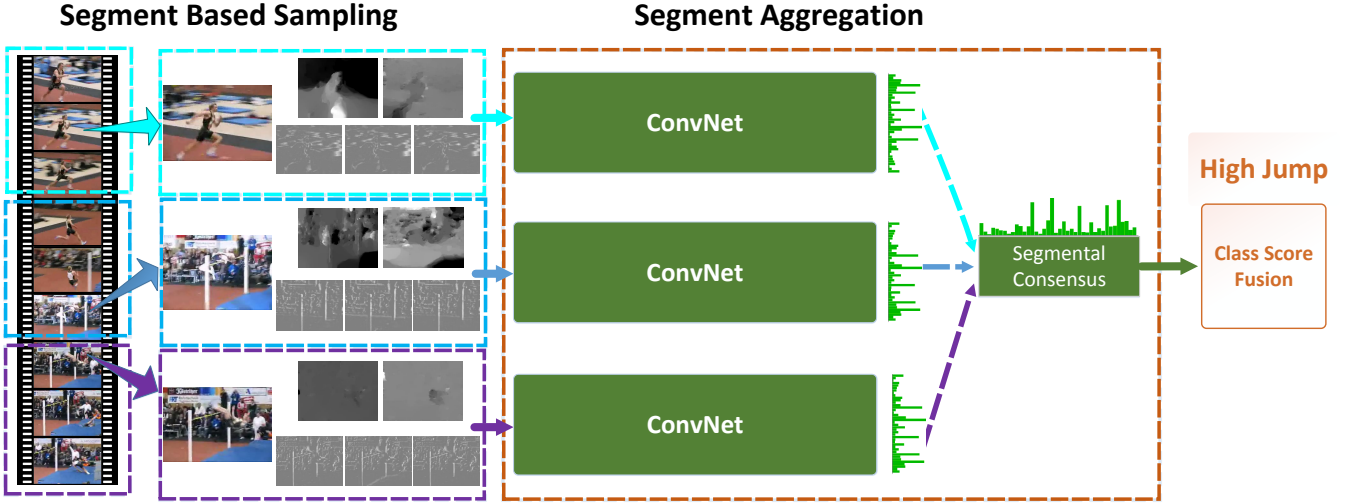 Segment Based Sampling
Segment Aggregation
ConvNet
ConvNet
ConvNet
Segmental
Consensus
High Jump
Class Score
Fusion